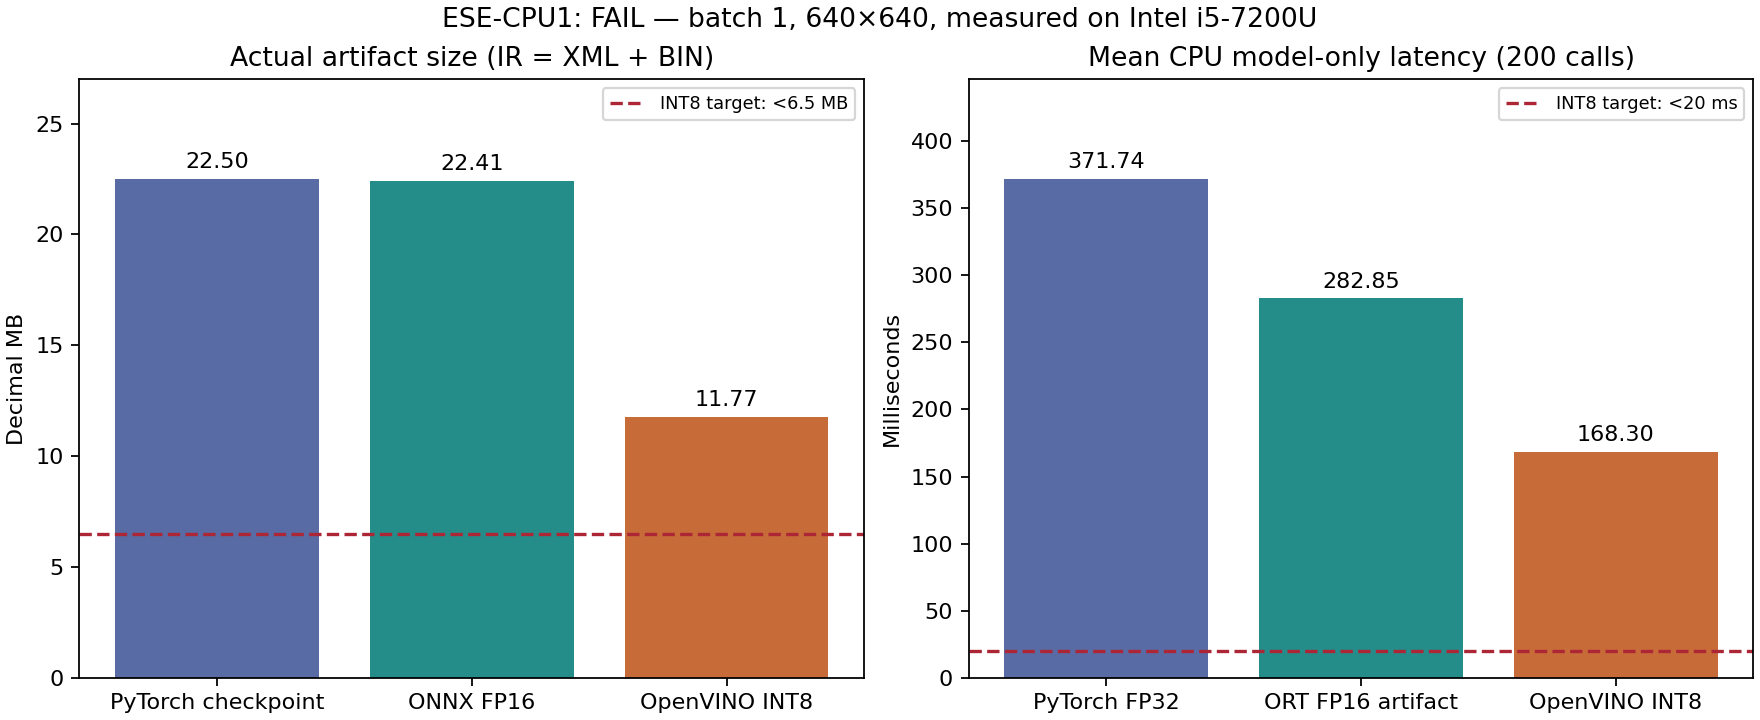 ESE-CPU1: FAIL — batch 1, 640×640, measured on Intel i5-7200U
Actual artifact size (IR = XML + BIN)
INT8 target: <6.5 MB
Decimal MB
25
20
15
10
5
0
22.50
22.41
11.77
PyTorch checkpoint
ONNX FP16
OpenVINO INT8
Mean CPU model-only latency (200 calls)
INT8 target: <20 ms
Milliseconds
400
350
300
250
200
150
100
50
0
371.74
282.85
168.30
PyTorch FP32
ORT FP16 artifact
OpenVINO INT8